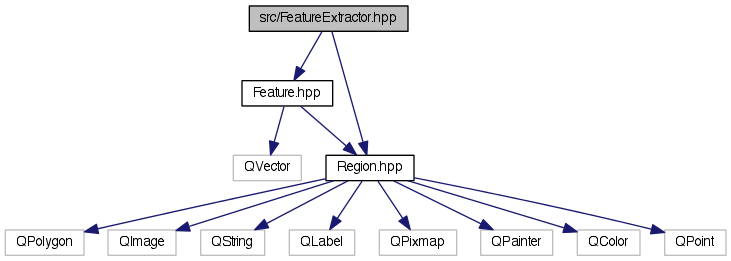 src/FeatureExtractor.hpp
Feature.hpp
QVector
Region.hpp
QPolygon
QImage
QString
QLabel
QPixmap
QPainter
QColor
QPoint